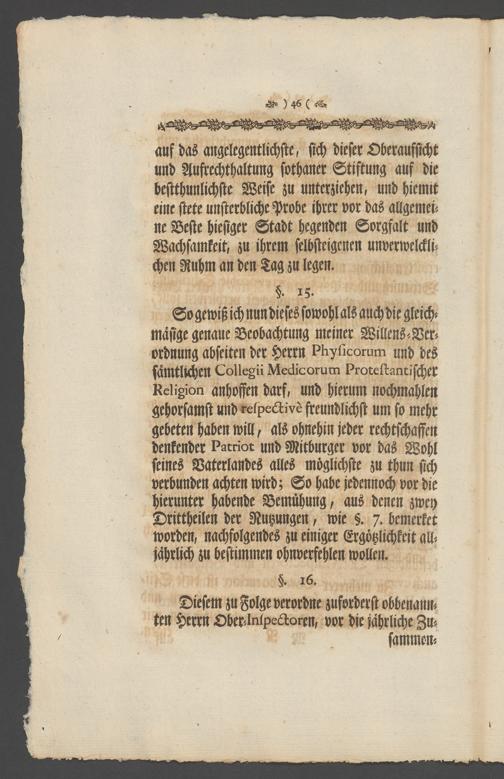 ) 46 (
auf das angelegentlichste, sich dieser Oberaufsicht
und Aufrechthaltung sothaner Stiftung auf die
bestthunlichste Weise zu unterziehen, und hiemit
eine stete unsterbliche Probe ihrer vor das allgemei-
ne Beste hiesiger Stadt hegenden Sorgfalt und
Wachsamkeit, zu ihrem selbsteigenen unverwelckli-
chen Ruhm an den Tag zu legen.
§. 15.
So gewiß ich nun dieses sowohl als auch die gleich-
mäsige genaue Beobachtung meiner Willens-Ver-
ordnung abseiten der Herrn Physicorum und des
sämtlichen Collegii Medicorum Protestantischer
Religion anhoffen darf, und hierum nochmahlen
gehorsamst und respectivè freundlichst um so mehr
gebeten haben will, als ohnehin jeder rechtschaffen
denkender Patriot und Mitburger vor das Wohl
seines Vaterlandes alles möglichste zu thun sich
verbunden achten wird; So habe jedennoch vor die
hierunter habende Bemühung, aus denen zwey
Drittheilen der Nutzungen, wie §. 7. bemerket
worden, nachfolgendes zu einiger Ergötzlichkeit all-
jährlich zu bestimmen ohnverfehlen wollen.
§. 16.
Diesem zu Folge verordne zuforderst obbenann-
ten Herrn Ober-Inspectoren, vor die jährliche Zu-
sammen-